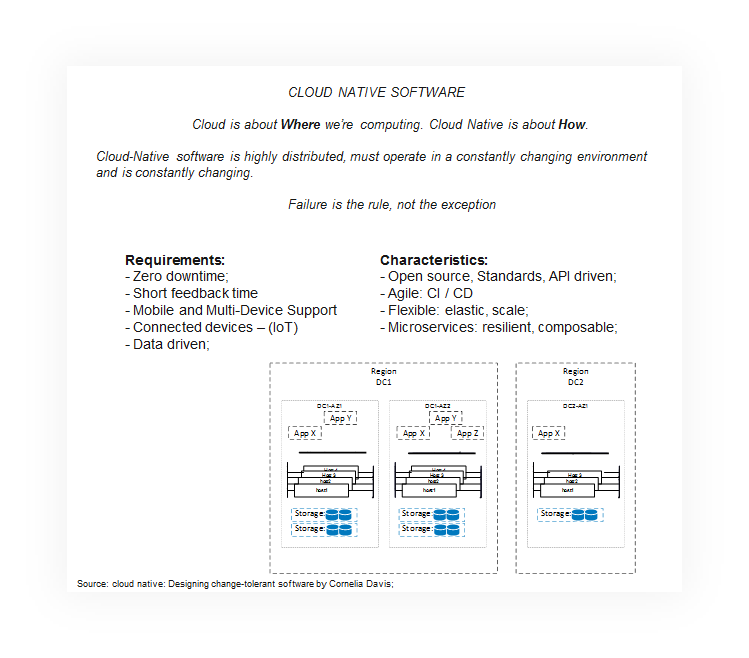 CLOUD NATIVE SOFTWARE
Cloud is about Where we're computing. Cloud Native is about How.
Cloud-Native software is highly distributed, must operate in a constantly changing environment
and is constantly changing.
Failure is the rule, not the exception
Requirements:
- Zero downtime;
- Short feedback time
- Mobile and Multi-Device Support
- Connected devices – (IoT)
- Data driven;
Characteristics:
- Open source, Standards, API driven;
- Agile: CI / CD
- Flexible: elastic, scale;
- Microservices: resilient, composable;
Region
DC1
DC1-AZ1
App Y
App X
Host 3
host2
host1
Storage:
Storage:
DC1-AZ2
App Y
App X
App Z
Host 3
host2
host1
Storage:
Storage:
Region
DC2
DC2-AZ1
App X
Host 3
host2
host1
Storage:
Source: cloud native: Designing change-tolerant software by Cornelia Davis;